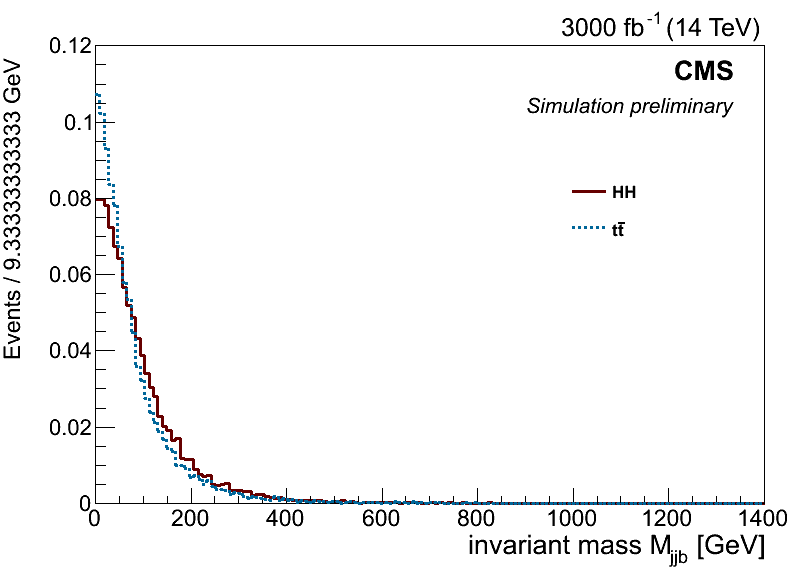 3000 fb⁻¹ (14 TeV)
CMS
Simulation preliminary
HH
tt̄
Events / 9.33333333333 GeV
0.12
0.1
0.08
0.06
0.04
0.02
0
0 200 400 600 800 1000 1200 1400
invariant mass M_jjb [GeV]